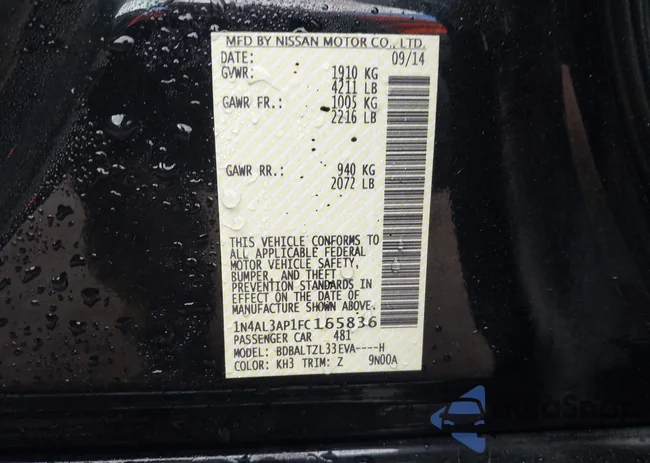 MFD BY NISSAN MOTOR CO., LTD.
DATE: 09/14
GVWR: 1910 KG
4211 LB
GAWR FR.: 1005 KG
2216 LB
GAWR RR.: 940 KG
2072 LB
THIS VEHICLE CONFORMS TO
ALL APPLICABLE FEDERAL
MOTOR VEHICLE SAFETY,
BUMPER, AND THEFT
PREVENTION STANDARDS IN
EFFECT ON THE DATE OF
MANUFACTURE SHOWN ABOVE.
1N4AL3AP1FC165836
PASSENGER CAR 481
MODEL: BDBALTZL33EVA----H
COLOR: KH3 TRIM: Z 9N00A